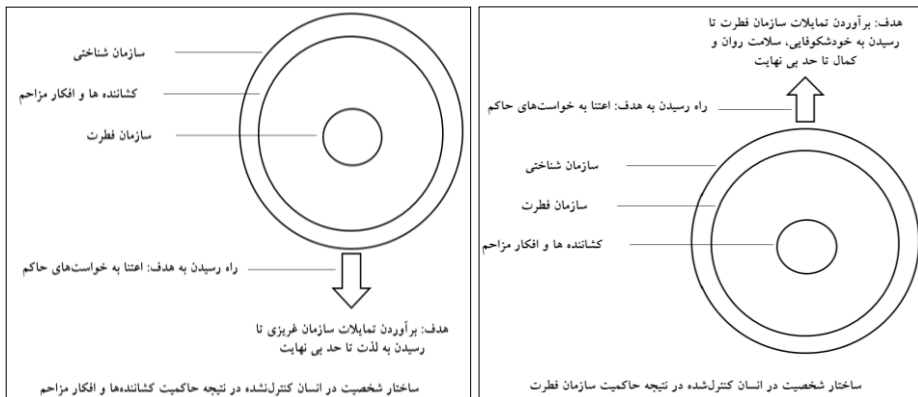 هدف: برآوردن تمایلات سازمان فطرت تا
رسیدن به خودشکوفایی، سلامت روان و
کمال تا حد بی نهایت
راه رسیدن به هدف: اعتنا به خواست‌های حاکم
سازمان شناختی
سازمان فطرت
کشاننده ها و افکار مزاحم
ساختار شخصیت در انسان کنترل‌شده در نتیجه حاکمیت سازمان فطرت
سازمان شناختی
کشاننده ها و افکار مزاحم
سازمان فطرت
راه رسیدن به هدف: اعتنا به خواست‌های حاکم
هدف: برآوردن تمایلات سازمان غریزی تا
رسیدن به لذت تا حد بی نهایت
ساختار شخصیت در انسان کنترل‌نشده در نتیجه حاکمیت کشاننده‌ها و افکار مزاحم